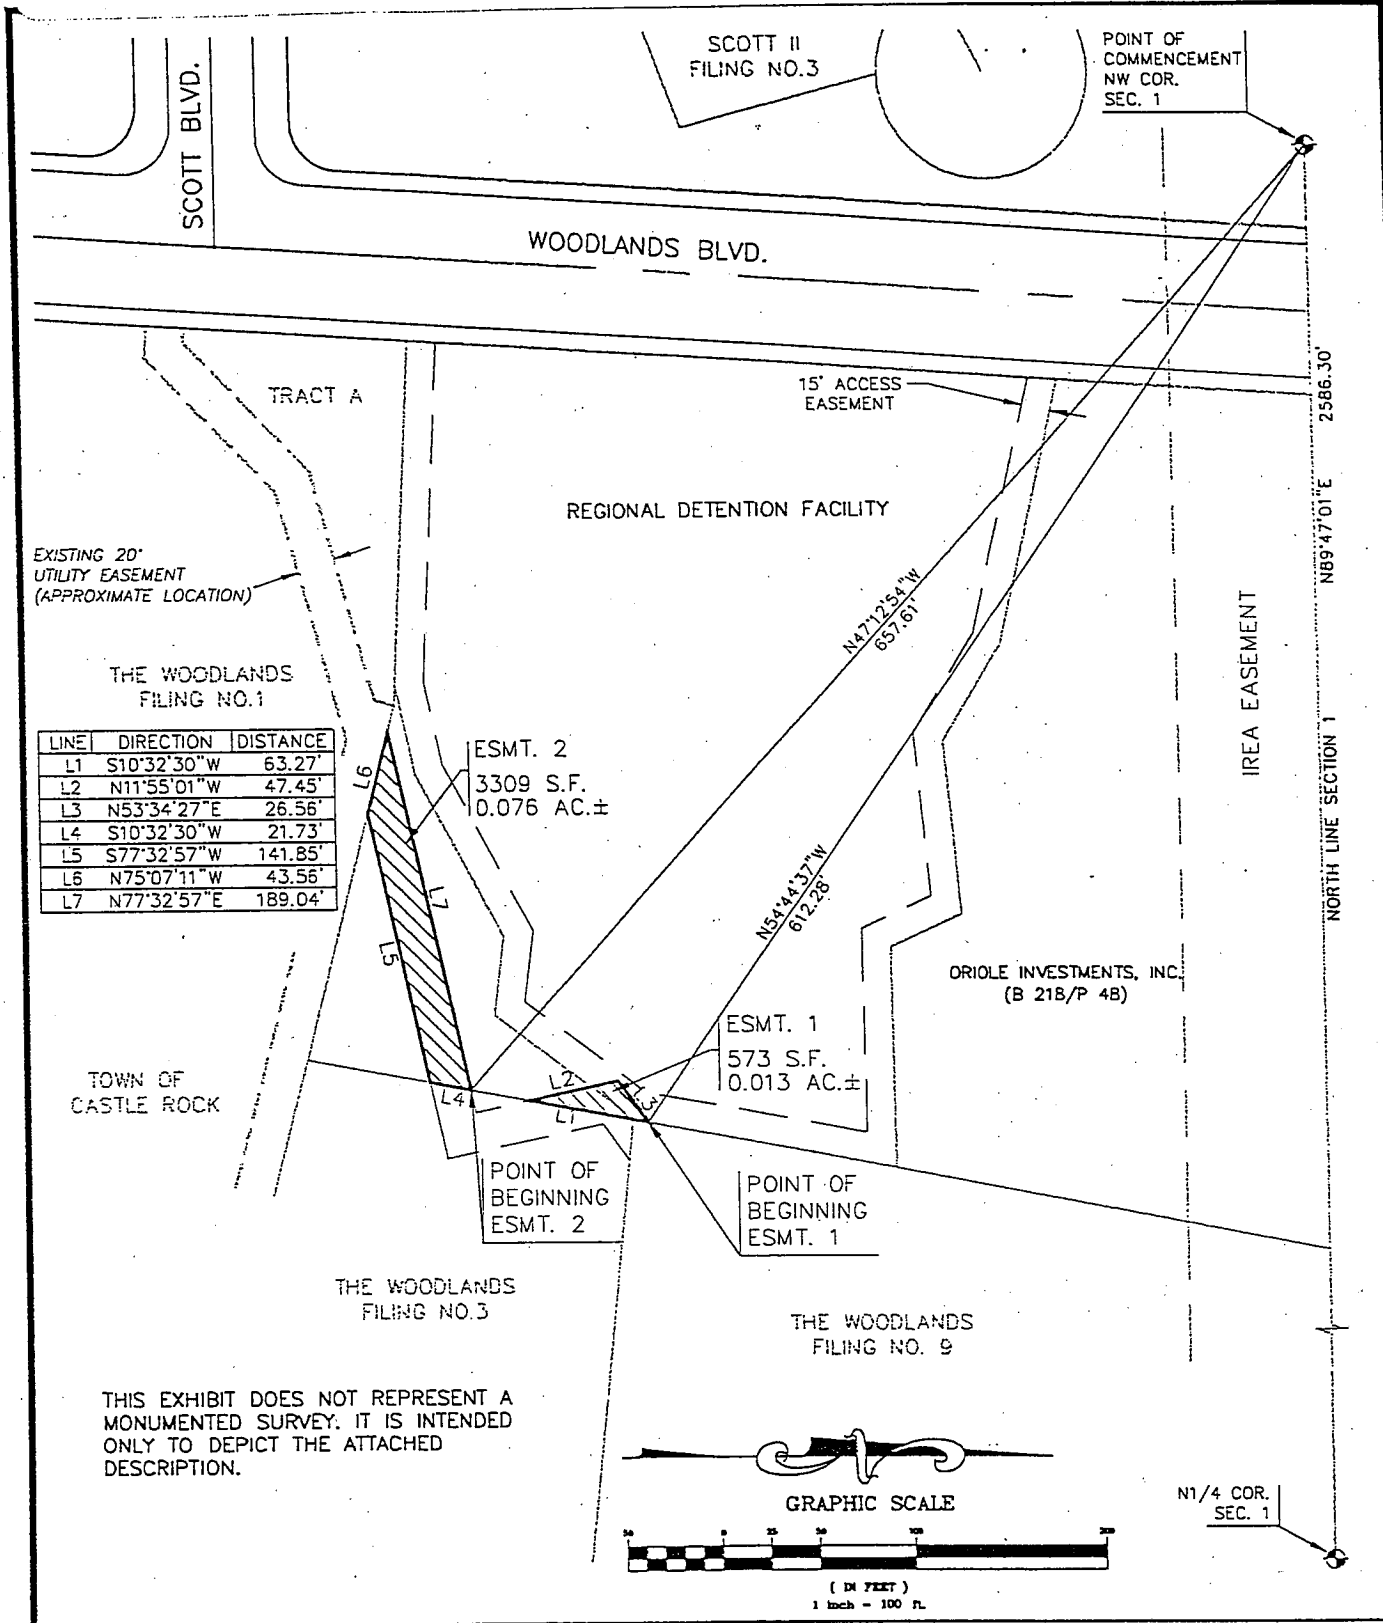 SCOTT II
FILING NO.3
POINT OF
COMMENCEMENT
NW COR.
SEC. 1
SCOTT BLVD.
WOODLANDS BLVD.
TRACT A
15' ACCESS
EASEMENT
2586.30'
N89°47'01"E
NORTH LINE SECTION 1
REGIONAL DETENTION FACILITY
EXISTING 20'
UTILITY EASEMENT
(APPROXIMATE LOCATION)
N47°12'54"W
657.61'
IREA EASEMENT
THE WOODLANDS
FILING NO.1
LINE DIRECTION DISTANCE
L1 S10°32'30"W 63.27'
L2 N11°55'01"W 47.45'
L3 N53°34'27"E 26.56'
L4 S10°32'30"W 21.73'
L5 S77°32'57"W 141.85'
L6 N75°07'11"W 43.56'
L7 N77°32'57"E 189.04'
L6
ESMT. 2
3309 S.F.
0.076 AC.±
L7
L5
N54°44'37"W
612.28'
ORIOLE INVESTMENTS, INC.
(B 218/P 48)
ESMT. 1
573 S.F.
0.013 AC.±
TOWN OF
CASTLE ROCK
L2
L3
L4
L1
POINT OF
BEGINNING
ESMT. 2
POINT OF
BEGINNING
ESMT. 1
THE WOODLANDS
FILING NO.3
THE WOODLANDS
FILING NO. 9
THIS EXHIBIT DOES NOT REPRESENT A
MONUMENTED SURVEY. IT IS INTENDED
ONLY TO DEPICT THE ATTACHED
DESCRIPTION.
GRAPHIC SCALE
50 0 25 50 100 200
( IN FEET )
1 inch = 100 ft.
N1/4 COR.
SEC. 1